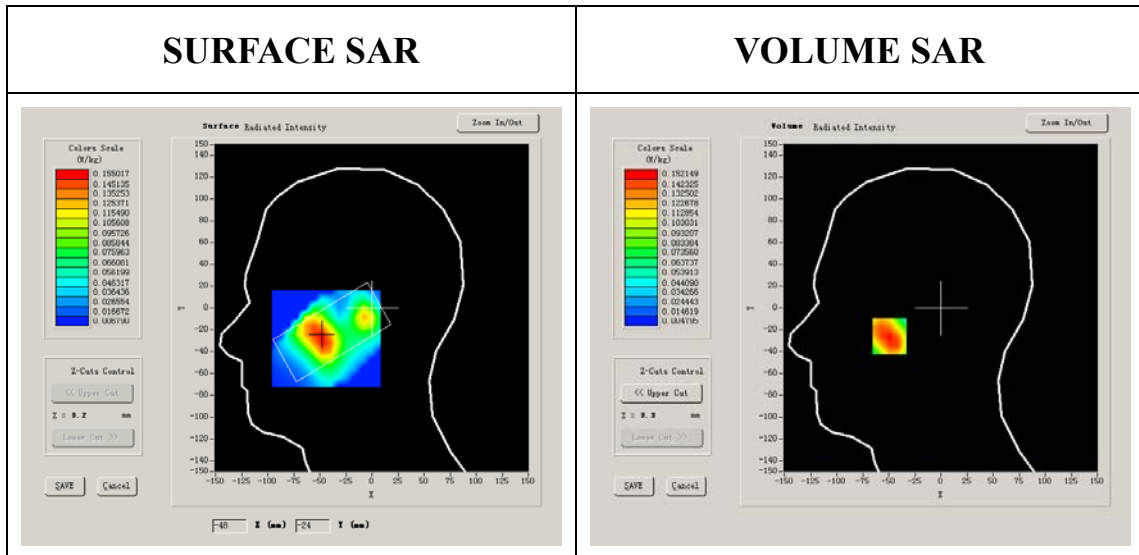 SURFACE SAR
VOLUME SAR
Surface Radiated Intensity
Zoom In/Out
Colors Scale
(W/kg)
0.155017
0.145135
0.135253
0.125371
0.115490
0.105608
0.095726
0.085844
0.075963
0.066081
0.056199
0.046317
0.036436
0.026554
0.016672
0.006790
150
140
120
100
80
60
40
20
0
-20
-40
-60
-80
-100
-120
-140
-150
Y
-150 -125 -100 -75 -50 -25 0 25 50 75 100 125 150
X
Z-Cuts Control
<< Upper Cut
mm
Lower Cut >>
SAVE
Cancel
-48 X (mm) -24 Y (mm)
Volume Radiated Intensity
Zoom In/Out
Colors Scale
(W/kg)
0.152149
0.142325
0.132502
0.122678
0.112854
0.103031
0.093207
0.083384
0.073560
0.063737
0.053913
0.044090
0.034266
0.024443
0.014619
0.004795
150
140
120
100
80
60
40
20
0
-20
-40
-60
-80
-100
-120
-140
-150
Y
-150 -125 -100 -75 -50 -25 0 25 50 75 100 125 150
X
Z-Cuts Control
<< Upper Cut
mm
Lower Cut >>
SAVE
Cancel